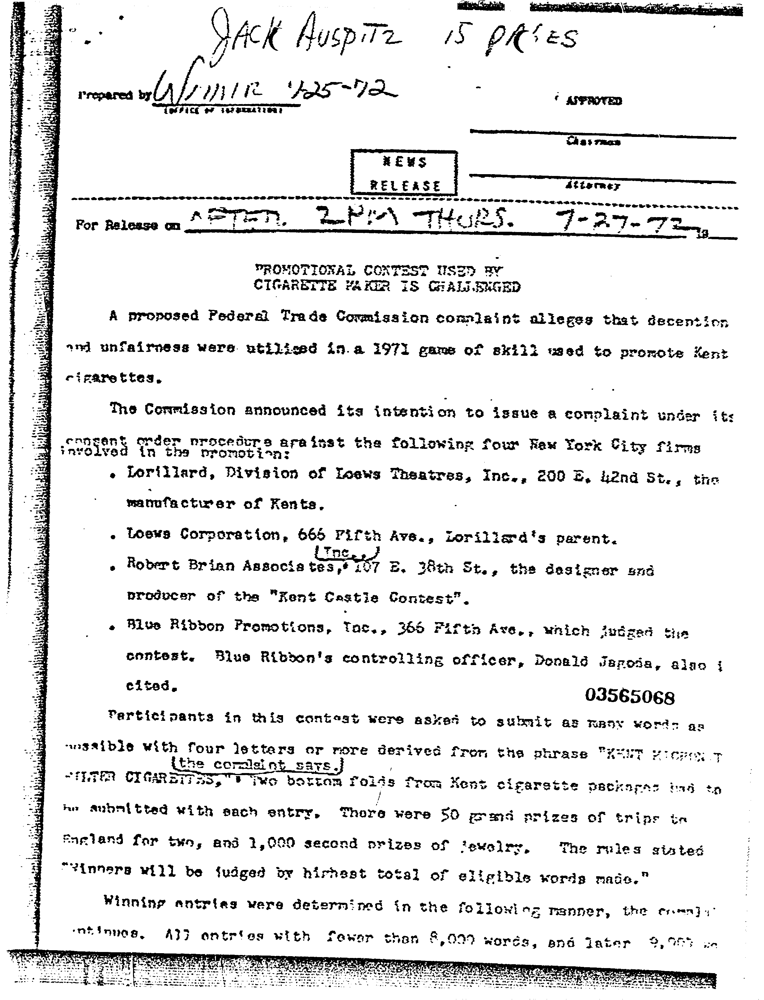 JACK AUSPITZ 15 PRIES
Prepared by 7-25-72
(OFFICE OF INFORMATION)
APPROVED
Chairman
NEWS
RELEASE
Attorney
For Release on AFTER 2 PM THURS. 7-27-72 19
PROMOTIONAL CONTEST USED BY
CIGARETTE MAKER IS CHALLENGED
A proposed Federal Trade Commission complaint alleges that deception
and unfairness were utilized in a 1971 game of skill used to promote Kent
cigarettes.
The Commission announced its intention to issue a complaint under its
consent order procedure against the following four New York City firms
involved in the promotion:
. Lorillard, Division of Loews Theatres, Inc., 200 E. 42nd St., the
manufacturer of Kents.
. Loews Corporation, 666 Fifth Ave., Lorillard's parent.
(Inc.,)
. Robert Brian Associates, 107 E. 38th St., the designer and
producer of the "Kent Castle Contest".
. Blue Ribbon Promotions, Inc., 366 Fifth Ave., which judged the
contest. Blue Ribbon's controlling officer, Donald Jagoda, also i
cited.
03565068
Participants in this contest were asked to submit as many words as
possible with four letters or more derived from the phrase "KENT MICRON T
(the complaint says.)
FILTER CIGARETTES," Two bottom folds from Kent cigarette packages had to
be submitted with each entry. There were 50 grand prizes of trips to
England for two, and 1,000 second prizes of jewelry. The rules stated
"Winners will be judged by highest total of eligible words made."
Winning entries were determined in the following manner, the compl
ntinues. All entries with fewer than 8,000 words, and later 9,000